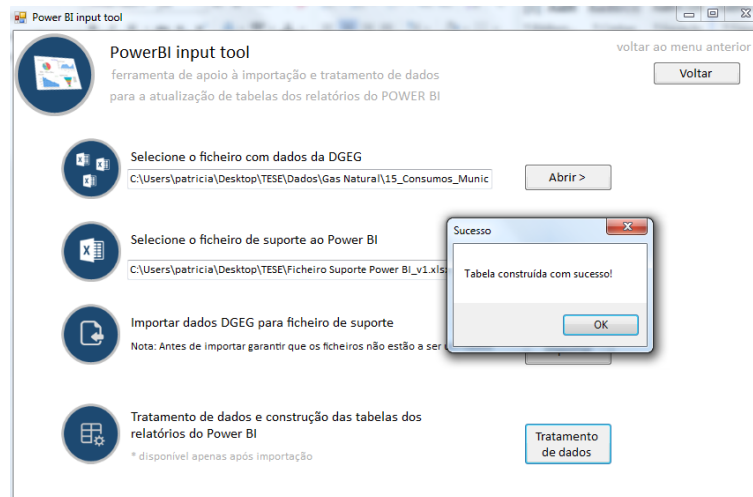 Power BI input tool
PowerBI input tool
voltar ao menu anterior
ferramenta de apoio à importação e tratamento de dados
Voltar
para a atualização de tabelas dos relatórios do POWER BI
Selecione o ficheiro com dados da DGEG
C:\Users\patricia\Desktop\TESE\Dados\Gas Natural\15_Consumos_Munic
Abrir >
Sucesso
Tabela construída com sucesso!
OK
Selecione o ficheiro de suporte ao Power BI
C:\Users\patricia\Desktop\TESE\Ficheiro Suporte Power BI_v1.xls
Importar dados DGEG para ficheiro de suporte
Nota: Antes de importar garantir que os ficheiros não estão a ser
Tratamento de dados e construção das tabelas dos
relatórios do Power BI
* disponível apenas após importação
Tratamento
de dados